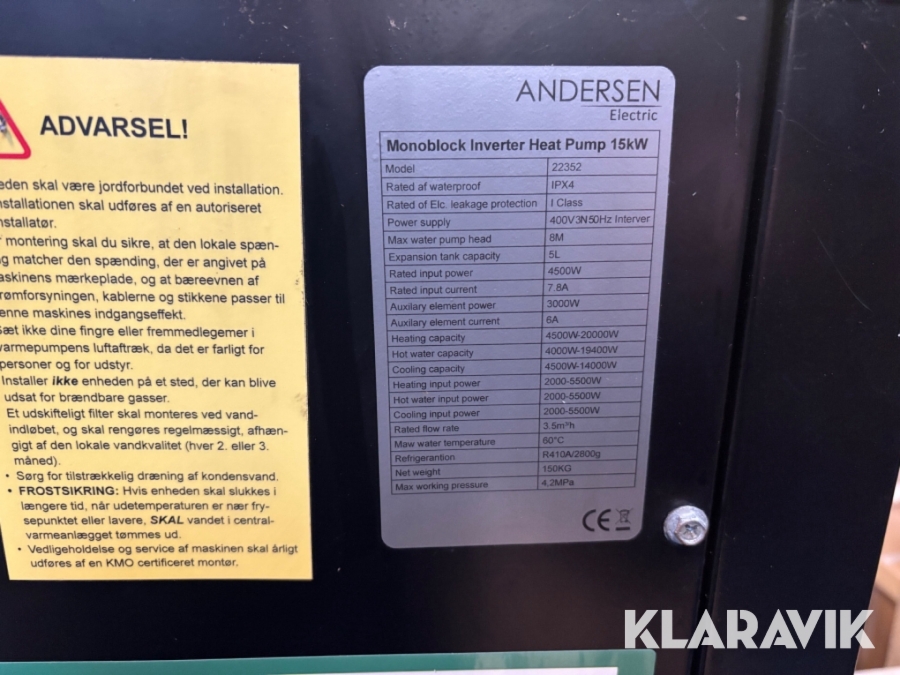 ADVARSEL!
eden skal være jordforbundet ved installation.
nstallationen skal udføres af en autoriseret
nstallatør.
r montering skal du sikre, at den lokale spæn-
ng matcher den spænding, der er angivet på
askinens mærkeplade, og at bæreevnen af
rømforsyningen, kablerne og stikkene passer til
enne maskines indgangseffekt.
Sæt ikke dine fingre eller fremmedlegemer i
varmepumpens luftaftræk, da det er farligt for
personer og for udstyr.
Installer ikke enheden på et sted, der kan blive
udsat for brændbare gasser.
Et udskifteligt filter skal monteres ved vand-
indløbet, og skal rengøres regelmæssigt, afhæn-
gigt af den lokale vandkvalitet (hver 2. eller 3.
måned).
• Sørg for tilstrækkelig dræning af kondensvand.
• FROSTSIKRING: Hvis enheden skal slukkes i
længere tid, når udetemperaturen er nær fry-
sepunktet eller lavere, SKAL vandet i central-
varmeanlægget tømmes ud.
• Vedligeholdelse og service af maskinen skal årligt
udføres af en KMO certificeret montør.
ANDERSEN
Electric
Monoblock Inverter Heat Pump 15kW
Model 22352
Rated af waterproof IPX4
Rated of Elc. leakage protection I Class
Power supply 400V3N50Hz Interver
Max water pump head 8M
Expansion tank capacity 5L
Rated input power 4500W
Rated input current 7.8A
Auxilary element power 3000W
Auxilary element current 6A
Heating capacity 4500W-20000W
Hot water capacity 4000W-19400W
Cooling capacity 4500W-14000W
Heating input power 2000-5500W
Hot water input power 2000-5500W
Cooling input power 2000-5500W
Rated flow rate 3.5m³h
Maw water temperature 60°C
Refrigerantion R410A/2800g
Net weight 150KG
Max working pressure 4,2MPa
CE
KLARAVIK